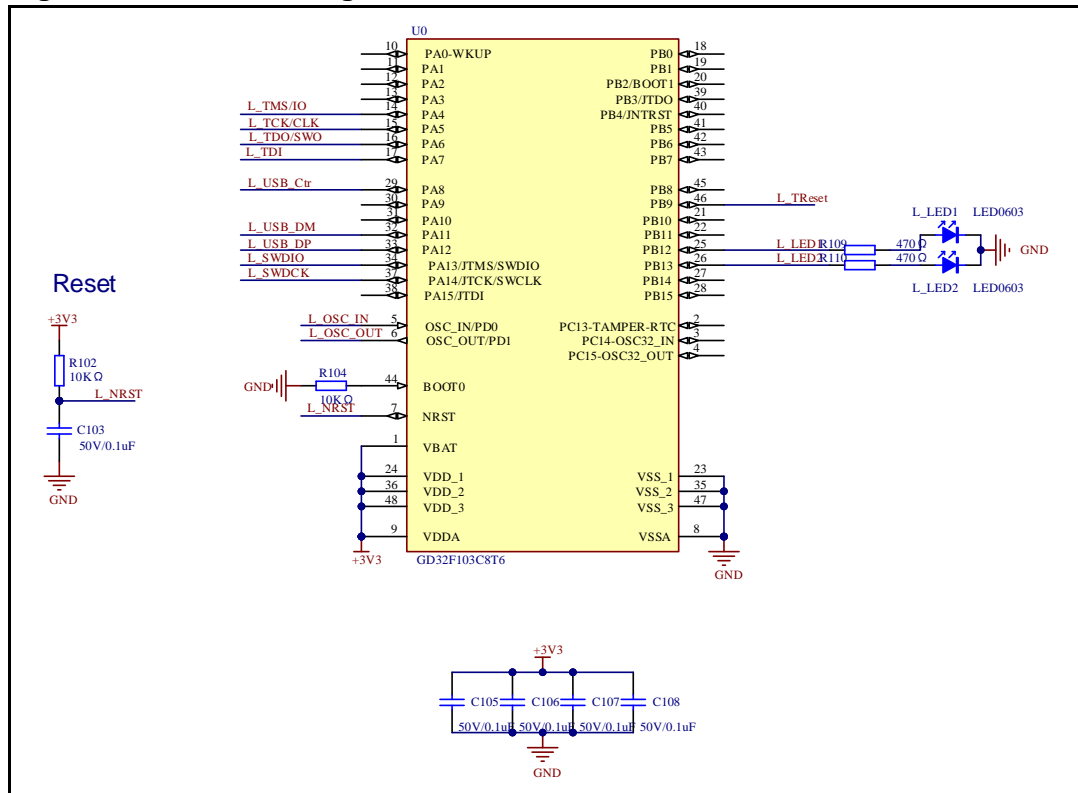 U0
10 PA0-WKUP PB0 18
PA1 PB1 19
12 PA2 PB2/BOOT1 20
13 PA3 PB3/JTDO 39
L_TMS/IO 14 PA4 PB4/JNTRST 40
L_TCK/CLK 15 PA5 PB5 41
L_TDO/SWO 16 PA6 PB6 42
L_TDI 17 PA7 PB7 43
L_USB_Ctr 29 PA8 PB8 45
30 PA9 PB9 46 L_TReset
PA10 PB10 21
L_USB_DM 32 PA11 PB11 22
L_USB_DP 33 PA12 PB12 25 L_LED1 R109 470Ω L_LED1 LED0603
L_SWDIO 34 PA13/JTMS/SWDIO PB13 26 L_LED2 R110 470Ω L_LED2 LED0603
GND
L_SWDCK 37 PA14/JTCK/SWCLK PB14 27
38 PA15/JTDI PB15 28
L_OSC_IN 5 OSC_IN/PD0 PC13-TAMPER-RTC 2
L_OSC_OUT 6 OSC_OUT/PD1 PC14-OSC32_IN 3
PC15-OSC32_OUT 4
GND R104 10KΩ 44 BOOT0
L_NRST 7 NRST
1 VBAT
24 VDD_1 VSS_1 23
36 VDD_2 VSS_2 35
48 VDD_3 VSS_3 47
9 VDDA VSSA 8
+3V3 GD32F103C8T6 GND
Reset
+3V3
R102
10KΩ
L_NRST
C103
50V/0.1uF
GND
+3V3
C105 C106 C107 C108
50V/0.1uF 50V/0.1uF 50V/0.1uF 50V/0.1uF
GND